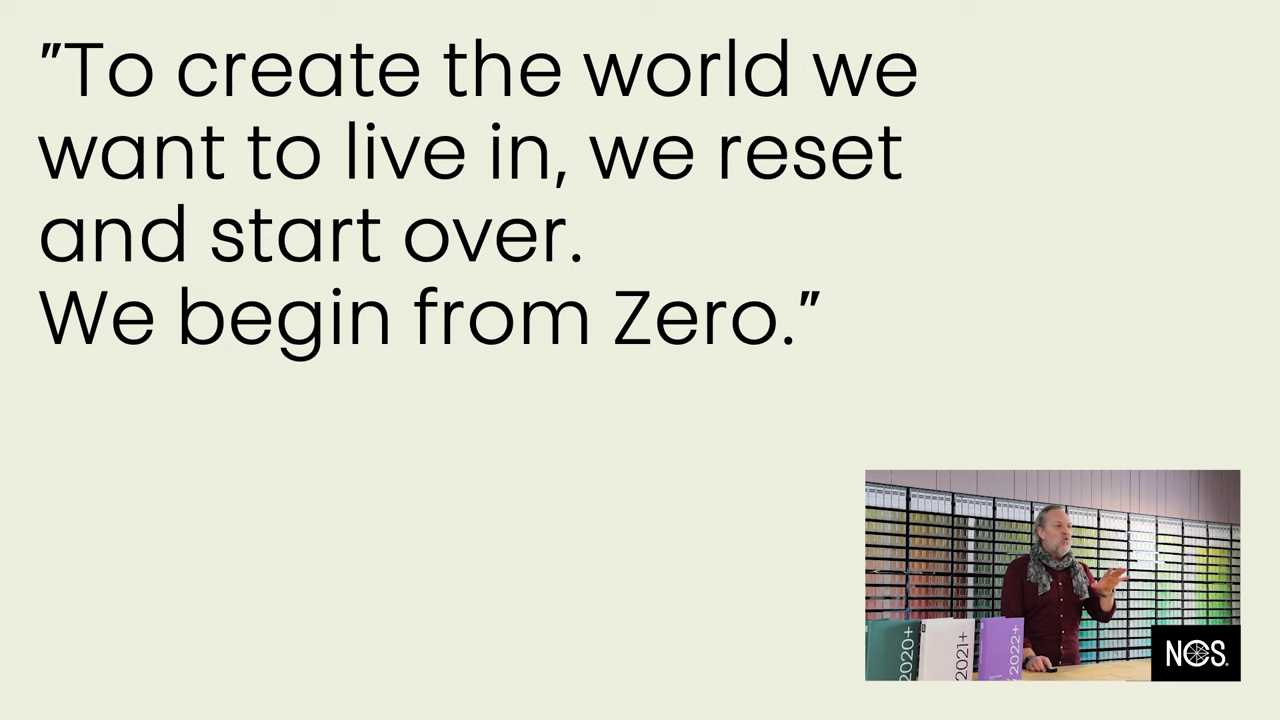 "To create the world we
want to live in, we reset
and start over.
We begin from Zero."
2020+
2021+
2022+
NCS